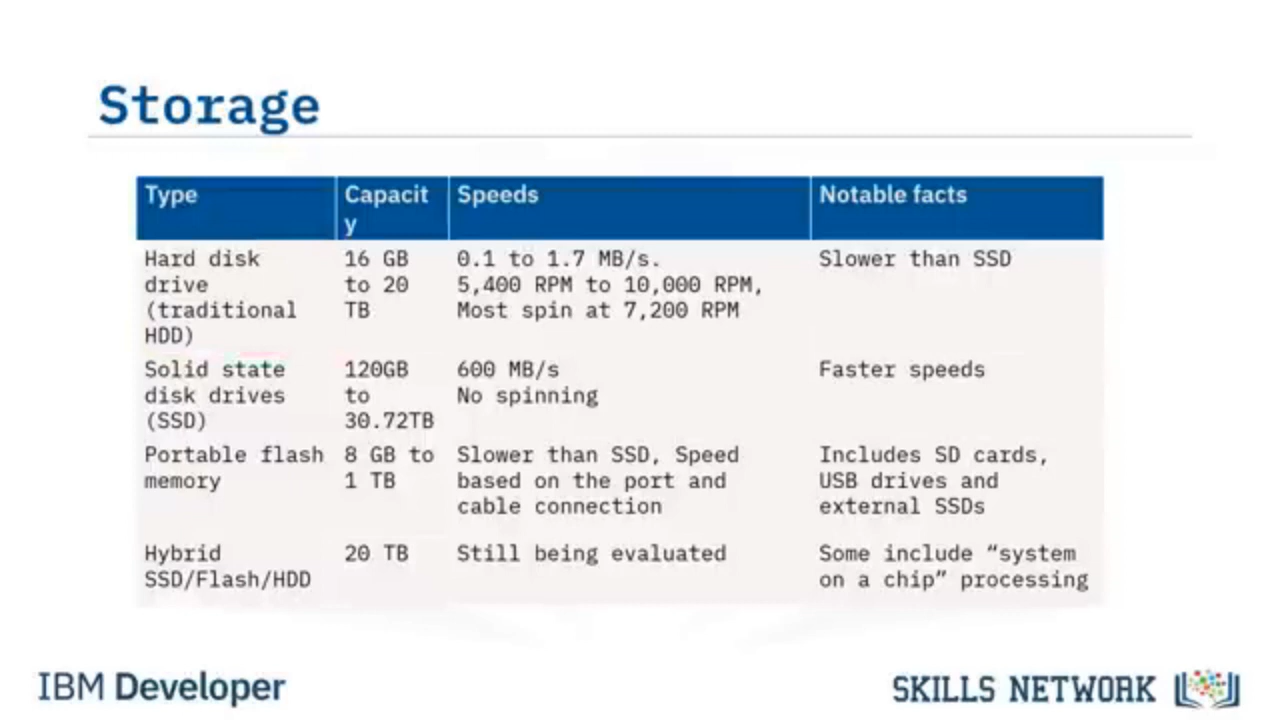 Storage
Type
Capacit
y
Speeds
Notable facts
Hard disk
drive
(traditional
HDD)
16 GB
to 20
TB
0.1 to 1.7 MB/s.
5,400 RPM to 10,000 RPM,
Most spin at 7,200 RPM
Slower than SSD
Solid state
disk drives
(SSD)
120GB
to
30.72TB
600 MB/s
No spinning
Faster speeds
Portable flash
memory
8 GB to
1 TB
Slower than SSD, Speed
based on the port and
cable connection
Includes SD cards,
USB drives and
external SSDs
Hybrid
SSD/Flash/HDD
20 TB
Still being evaluated
Some include “system
on a chip” processing
IBM Developer
SKILLS NETWORK